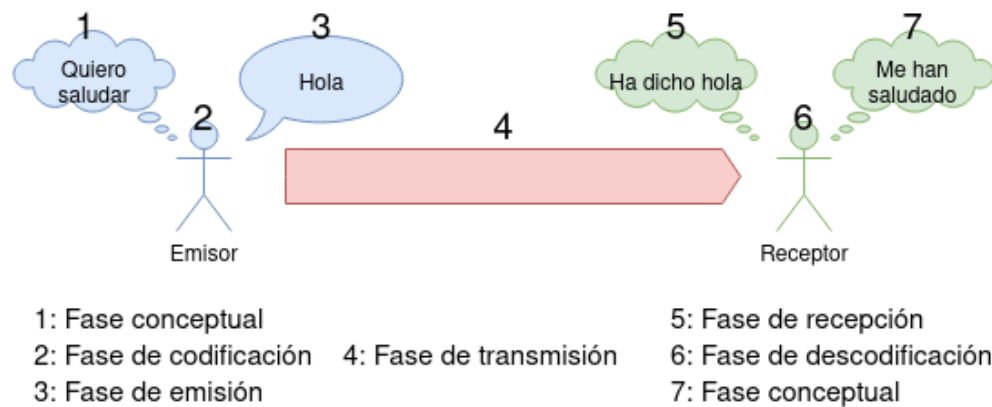 1
3
5
7
Quiero
saludar
Hola
Ha dicho hola
Me han
saludado
2
4
6
Emisor
Receptor
1: Fase conceptual
2: Fase de codificación
3: Fase de emisión
4: Fase de transmisión
5: Fase de recepción
6: Fase de descodificación
7: Fase conceptual